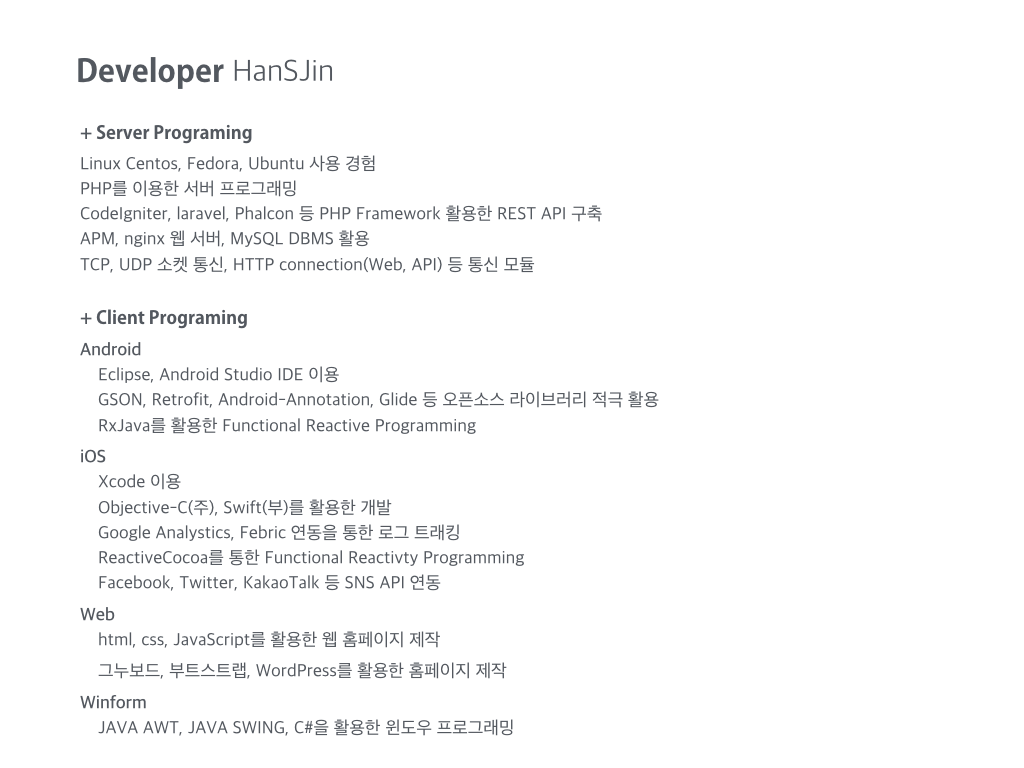 Developer HanSJin
+ Server Programing
Linux Centos, Fedora, Ubuntu 사용 경험
PHP를 이용한 서버 프로그래밍
CodeIgniter, laravel, Phalcon 등 PHP Framework 활용한 REST API 구축
APM, nginx 웹 서버, MySQL DBMS 활용
TCP, UDP 소켓 통신, HTTP connection(Web, API) 등 통신 모듈
+ Client Programing
Android
Eclipse, Android Studio IDE 이용
GSON, Retrofit, Android-Annotation, Glide 등 오픈소스 라이브러리 적극 활용
RxJava를 활용한 Functional Reactive Programming
iOS
Xcode 이용
Objective-C(주), Swift(부)를 활용한 개발
Google Analystics, Febric 연동을 통한 로그 트래킹
ReactiveCocoa를 통한 Functional Reactivty Programming
Facebook, Twitter, KakaoTalk 등 SNS API 연동
Web
html, css, JavaScript를 활용한 웹 홈페이지 제작
그누보드, 부트스트랩, WordPress를 활용한 홈페이지 제작
Winform
JAVA AWT, JAVA SWING, C#을 활용한 윈도우 프로그래밍